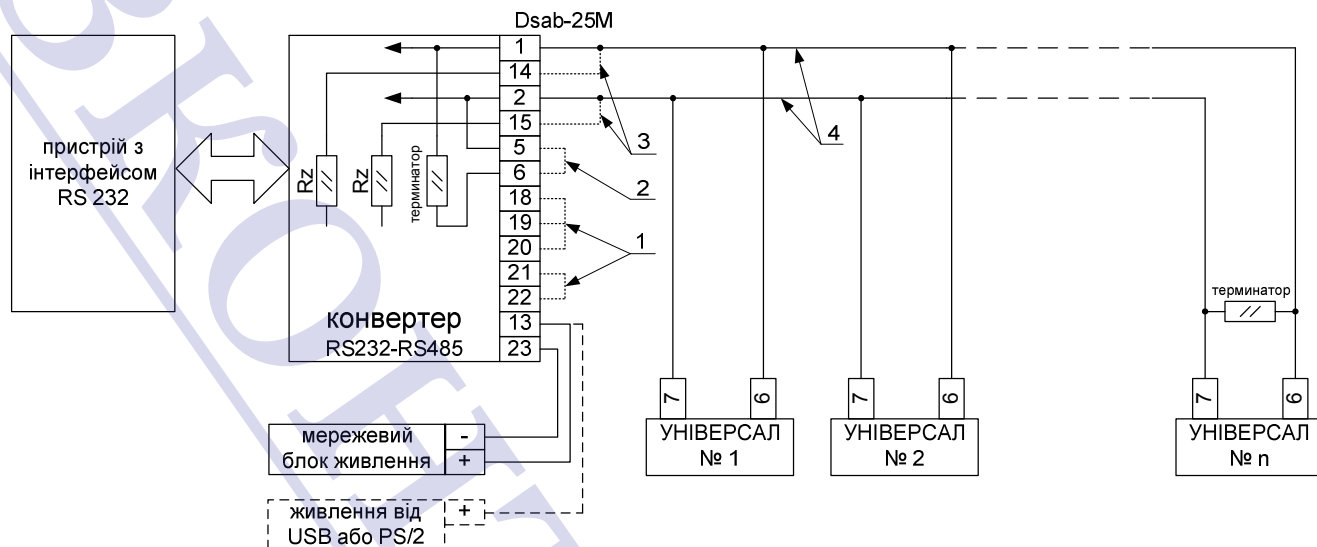 Dsab-25M
1
14
2
15
5
6
18
19
20
21
22
13
23
пристрій з
інтерфейсом
RS 232
Rz
Rz
терминатор
конвертер
RS232-RS485
3
2
1
4
терминатор
7
6
7
6
7
6
УНІВЕРСАЛ
№ 1
УНІВЕРСАЛ
№ 2
УНІВЕРСАЛ
№ n
мережевий
блок живлення
-
+
живлення від
USB або PS/2
+